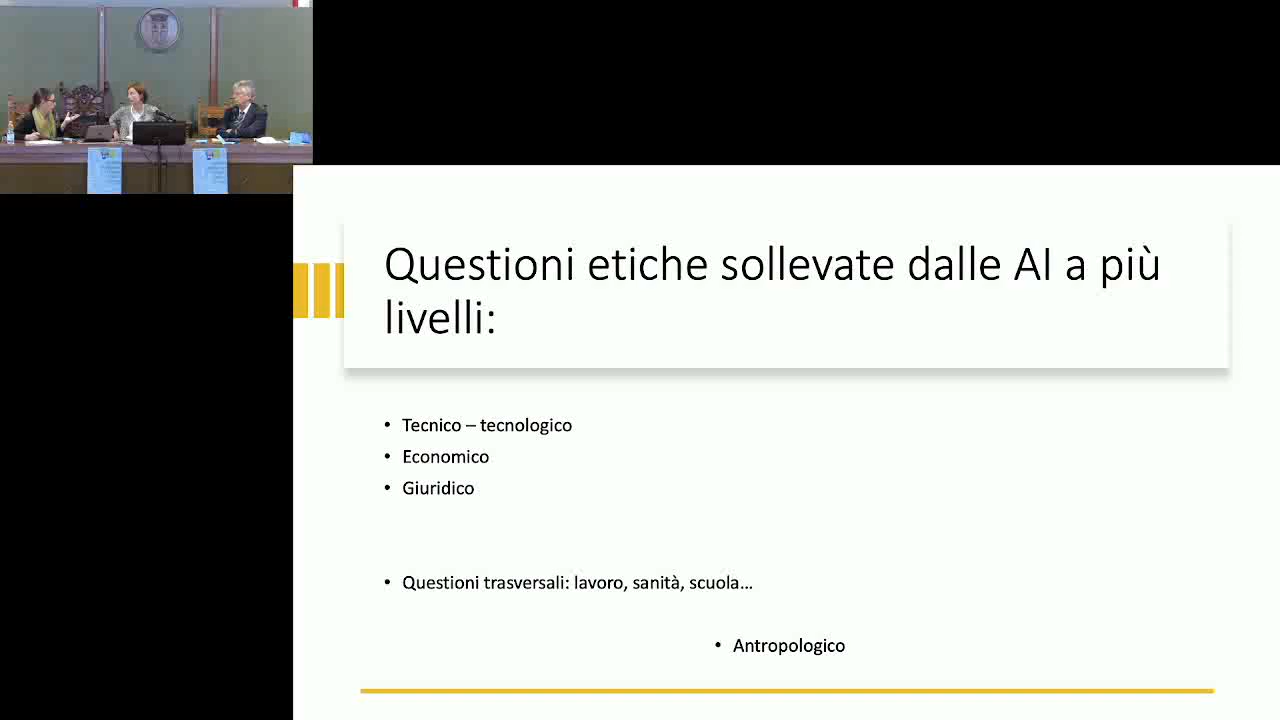 Questioni etiche sollevate dalle AI a più
livelli:
• Tecnico – tecnologico
• Economico
• Giuridico
• Questioni trasversali: lavoro, sanità, scuola...
• Antropologico